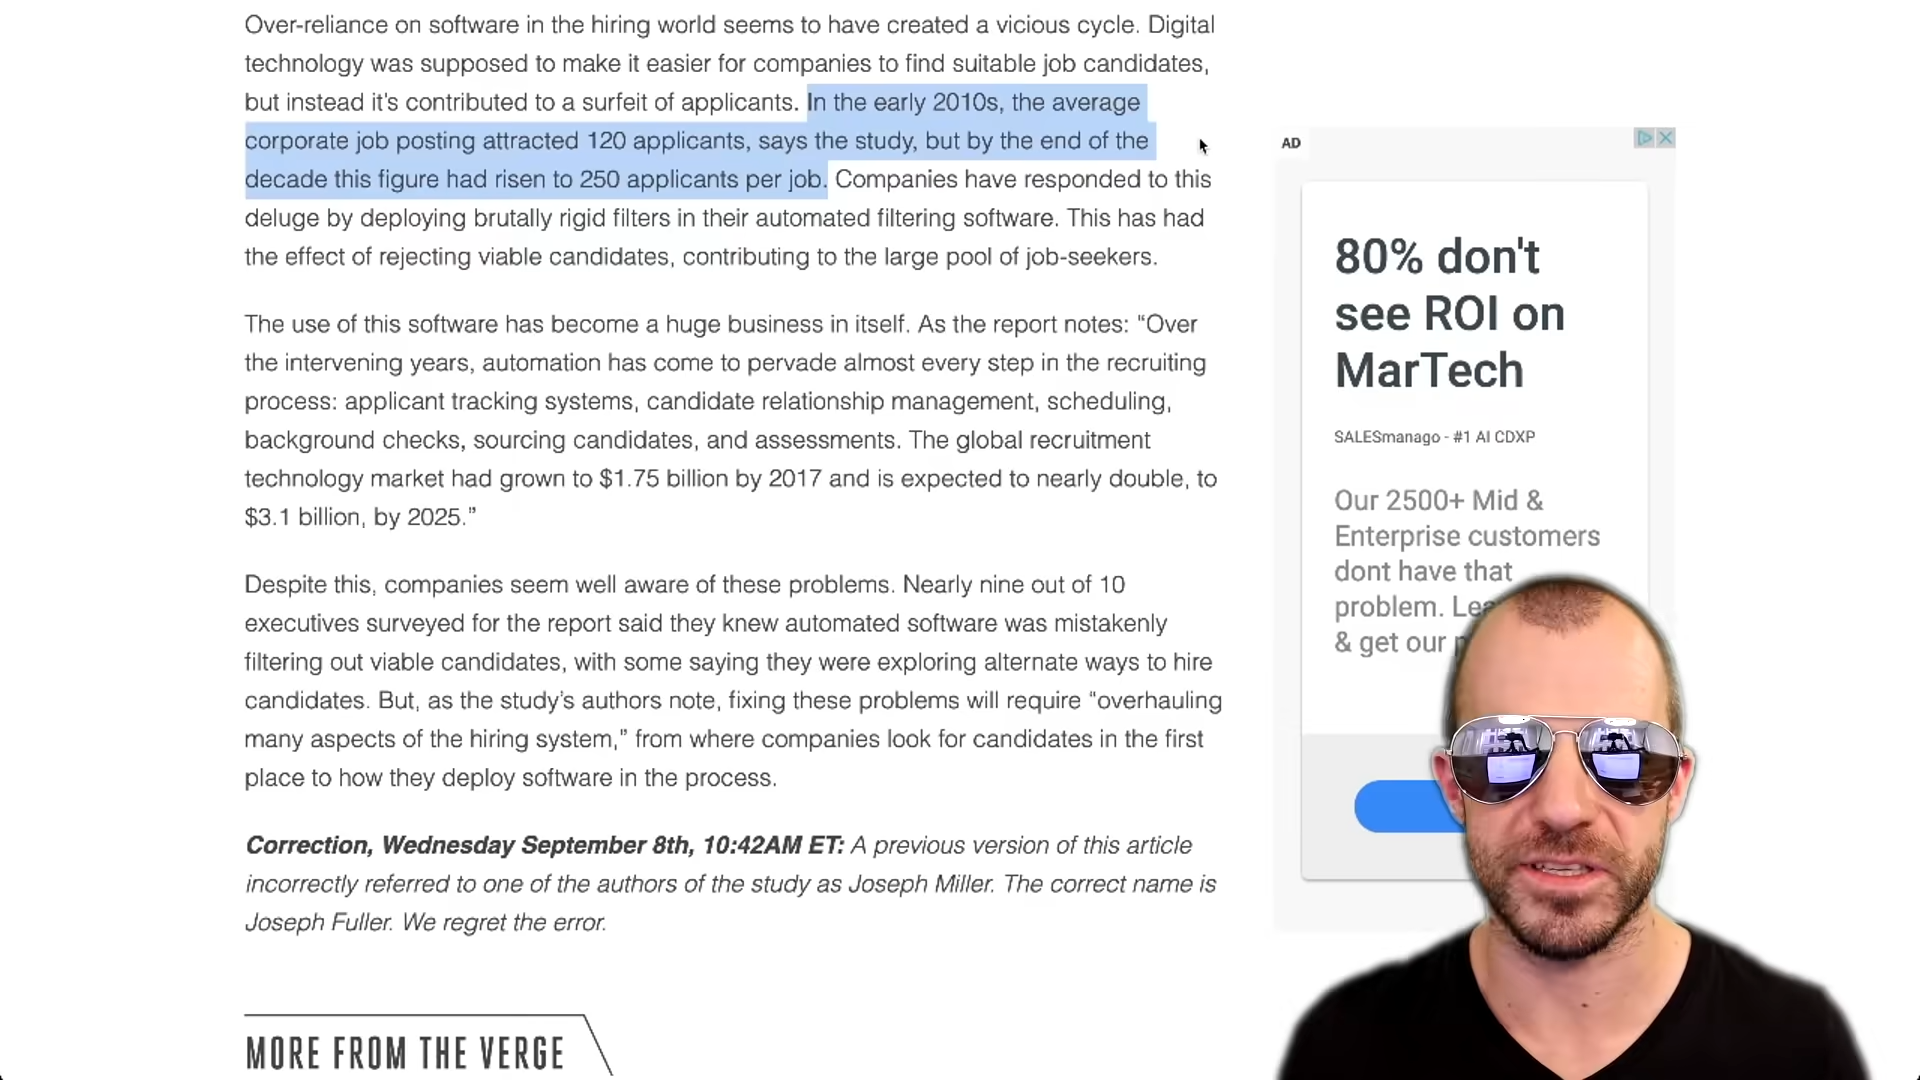 Over-reliance on software in the hiring world seems to have created a vicious cycle. Digital
technology was supposed to make it easier for companies to find suitable job candidates,
but instead it's contributed to a surfeit of applicants. In the early 2010s, the average
corporate job posting attracted 120 applicants, says the study, but by the end of the
decade this figure had risen to 250 applicants per job. Companies have responded to this
deluge by deploying brutally rigid filters in their automated filtering software. This has had
the effect of rejecting viable candidates, contributing to the large pool of job-seekers.
The use of this software has become a huge business in itself. As the report notes: “Over
the intervening years, automation has come to pervade almost every step in the recruiting
process: applicant tracking systems, candidate relationship management, scheduling,
background checks, sourcing candidates, and assessments. The global recruitment
technology market had grown to $1.75 billion by 2017 and is expected to nearly double, to
$3.1 billion, by 2025.”
Despite this, companies seem well aware of these problems. Nearly nine out of 10
executives surveyed for the report said they knew automated software was mistakenly
filtering out viable candidates, with some saying they were exploring alternate ways to hire
candidates. But, as the study’s authors note, fixing these problems will require “overhauling
many aspects of the hiring system,” from where companies look for candidates in the first
place to how they deploy software in the process.
Correction, Wednesday September 8th, 10:42AM ET: A previous version of this article
incorrectly referred to one of the authors of the study as Joseph Miller. The correct name is
Joseph Fuller. We regret the error.
MORE FROM THE VERGE
AD
80% don't
see ROI on
MarTech
SALESmanago - #1 AI CDXP
Our 2500+ Mid &
Enterprise customers
dont have that
problem.
& get our